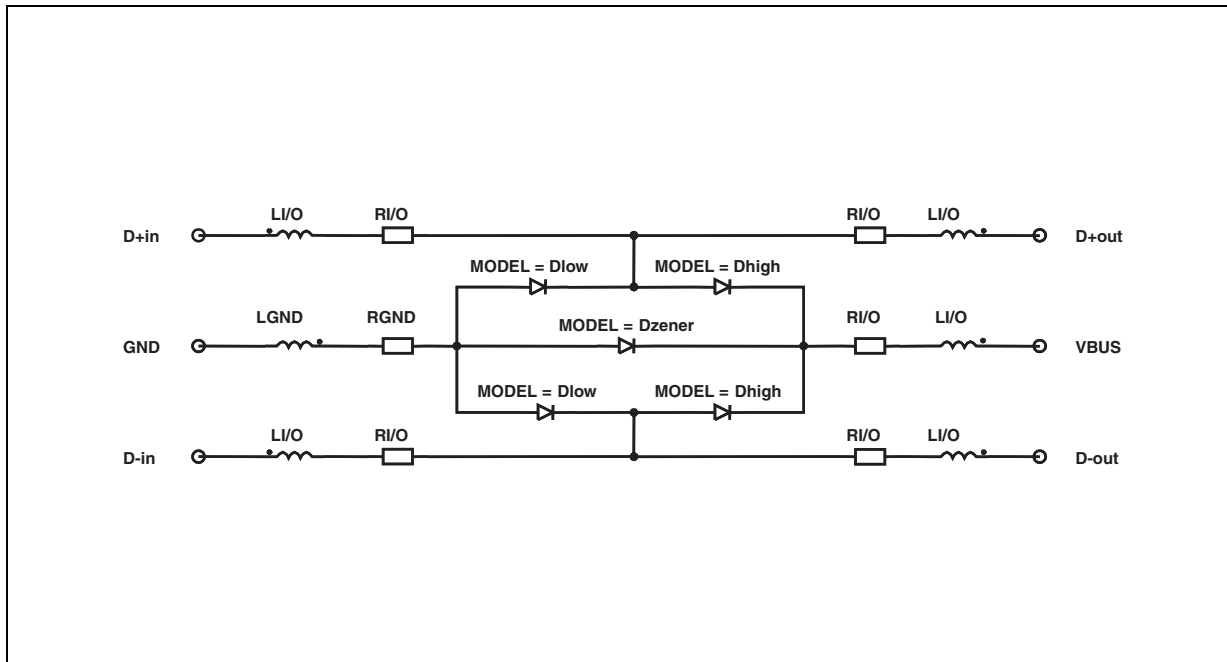 LI/O RI/O RI/O LI/O
D+in D+out
MODEL = Dlow MODEL = Dhigh
LGND RGND MODEL = Dzener RI/O LI/O
GND VBUS
MODEL = Dlow MODEL = Dhigh
LI/O RI/O RI/O LI/O
D-in D-out